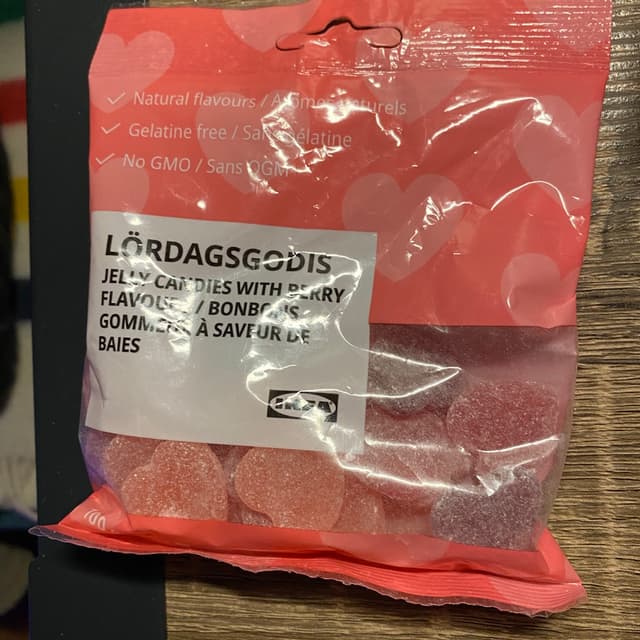 Natural flavours / Arômes naturels
Gelatine free / Sans gélatine
No GMO / Sans OGM
LÖRDAGSGODIS
JELLY CANDIES WITH BERRY
FLAVOURS / BONBONS
GOMMEUX À SAVEUR DE
BAIES
IKEA